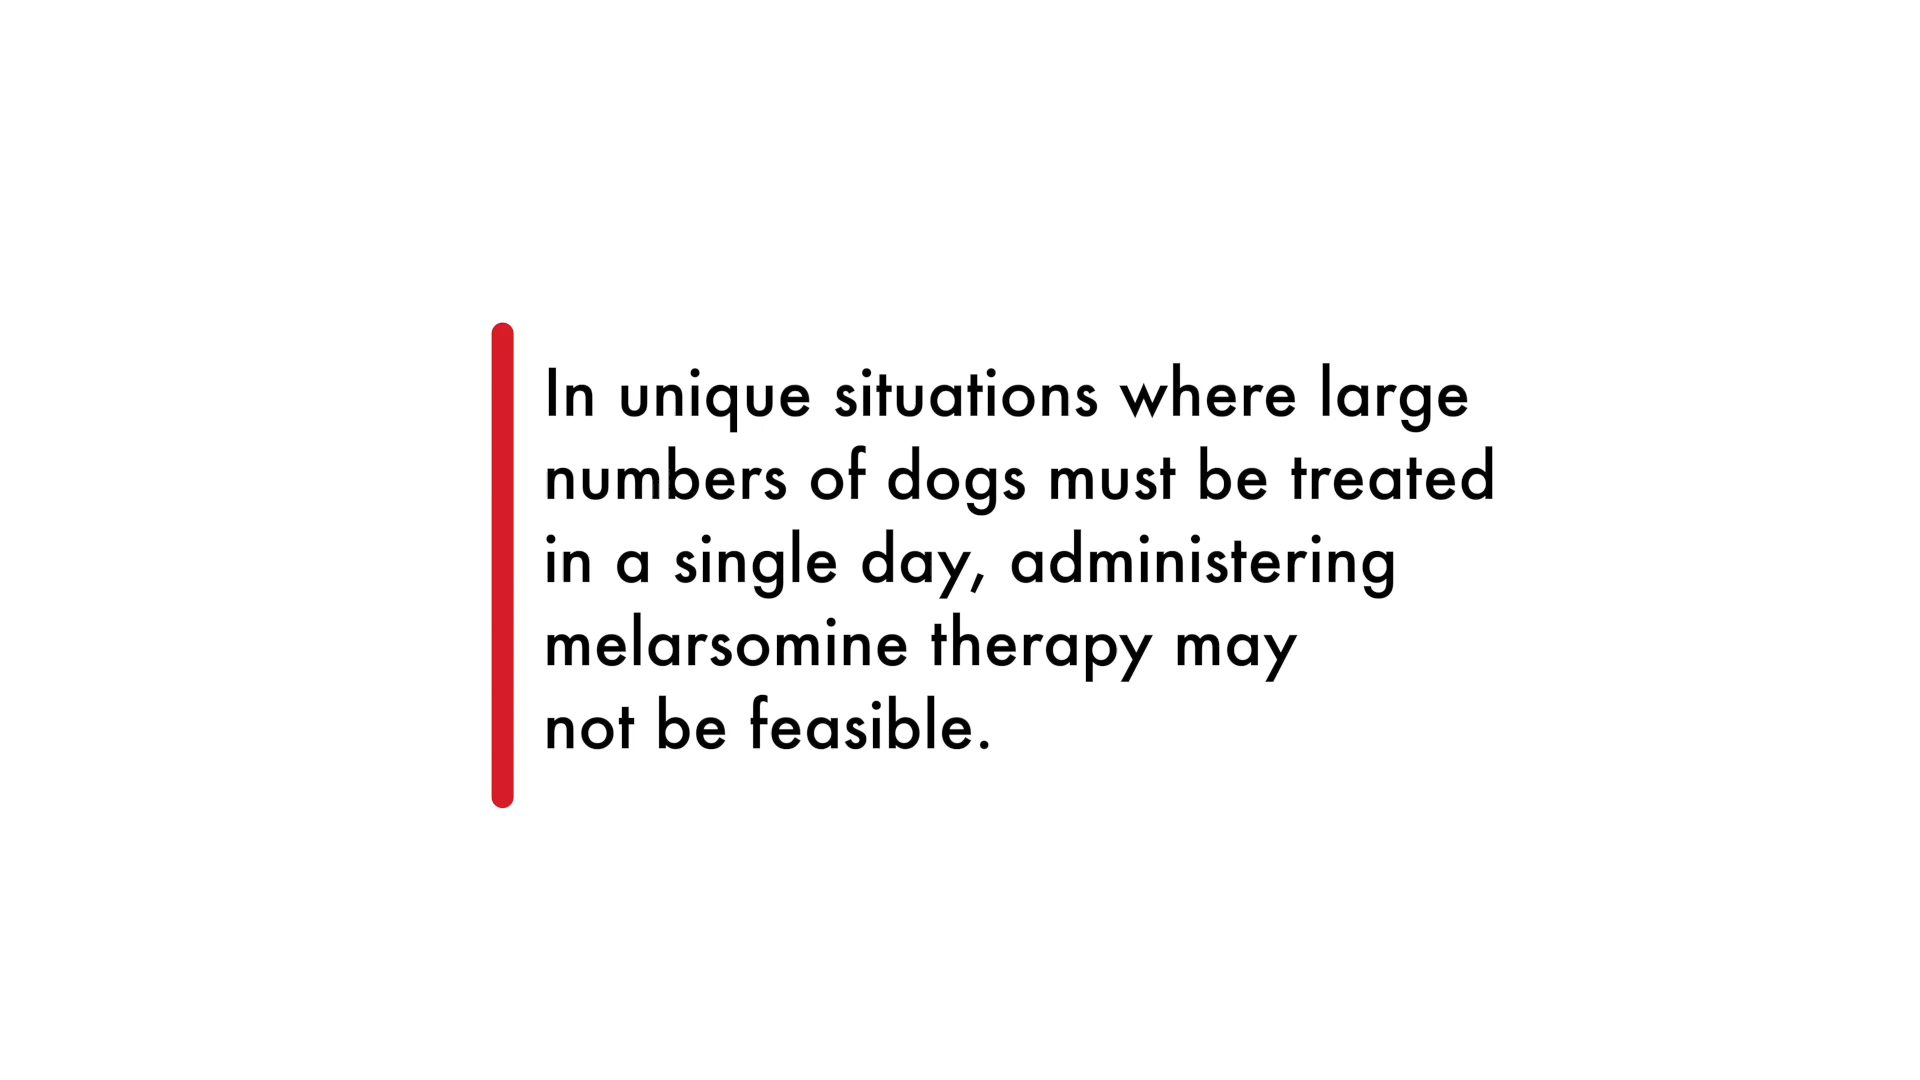 In unique situations where large
numbers of dogs must be treated
in a single day, administering
melarsomine therapy may
not be feasible.